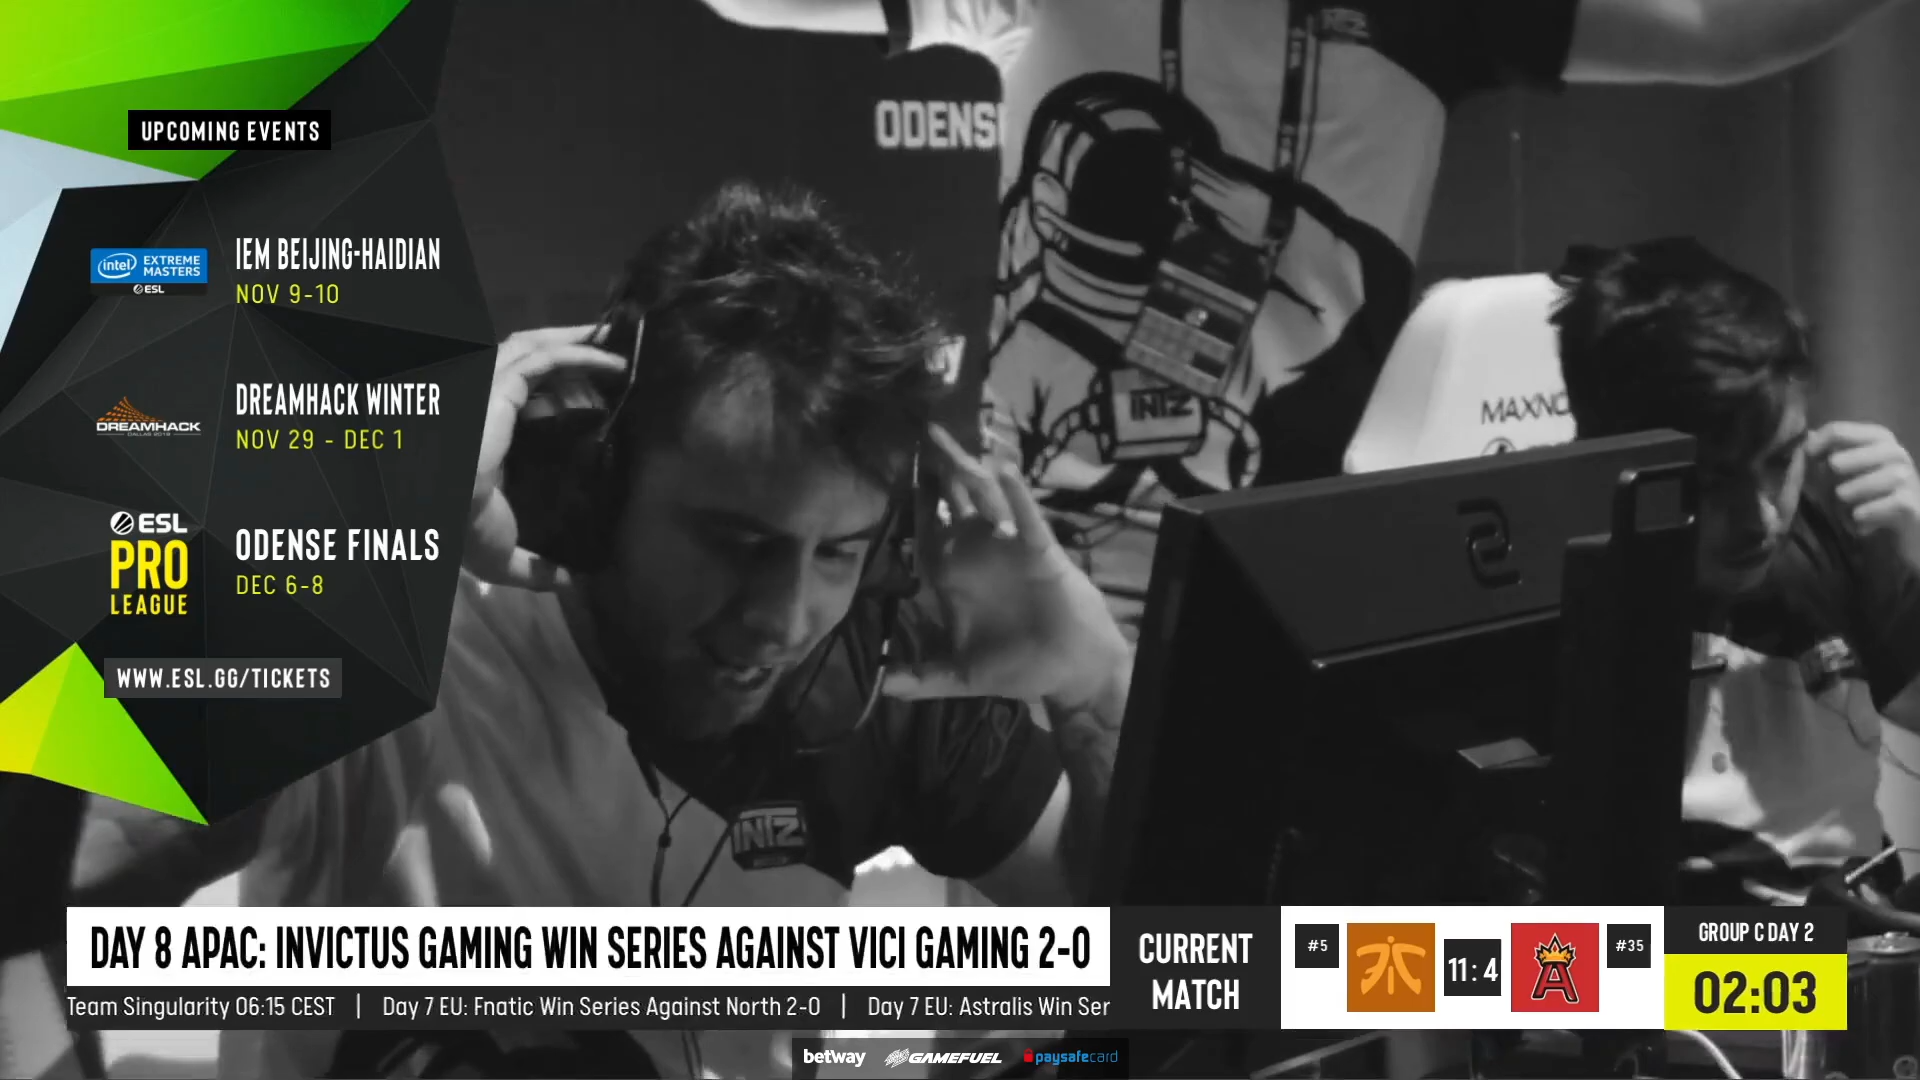 UPCOMING EVENTS
intel EXTREME MASTERS
ESL
IEM BEIJING-HAIDIAN
NOV 9-10
DREAMHACK
DREAMHACK WINTER
NOV 29 - DEC 1
ESL
PRO
LEAGUE
ODENSE FINALS
DEC 6-8
WWW.ESL.GG/TICKETS
ODENS
INTZ
MAXNO
INTZ
DAY 8 APAC: INVICTUS GAMING WIN SERIES AGAINST VICI GAMING 2-0
Team Singularity 06:15 CEST | Day 7 EU: Fnatic Win Series Against North 2-0 | Day 7 EU: Astralis Win Ser
CURRENT
MATCH
#5
11:4
#35
GROUP C DAY 2
02:03
betway GAMEFUEL paysafecard